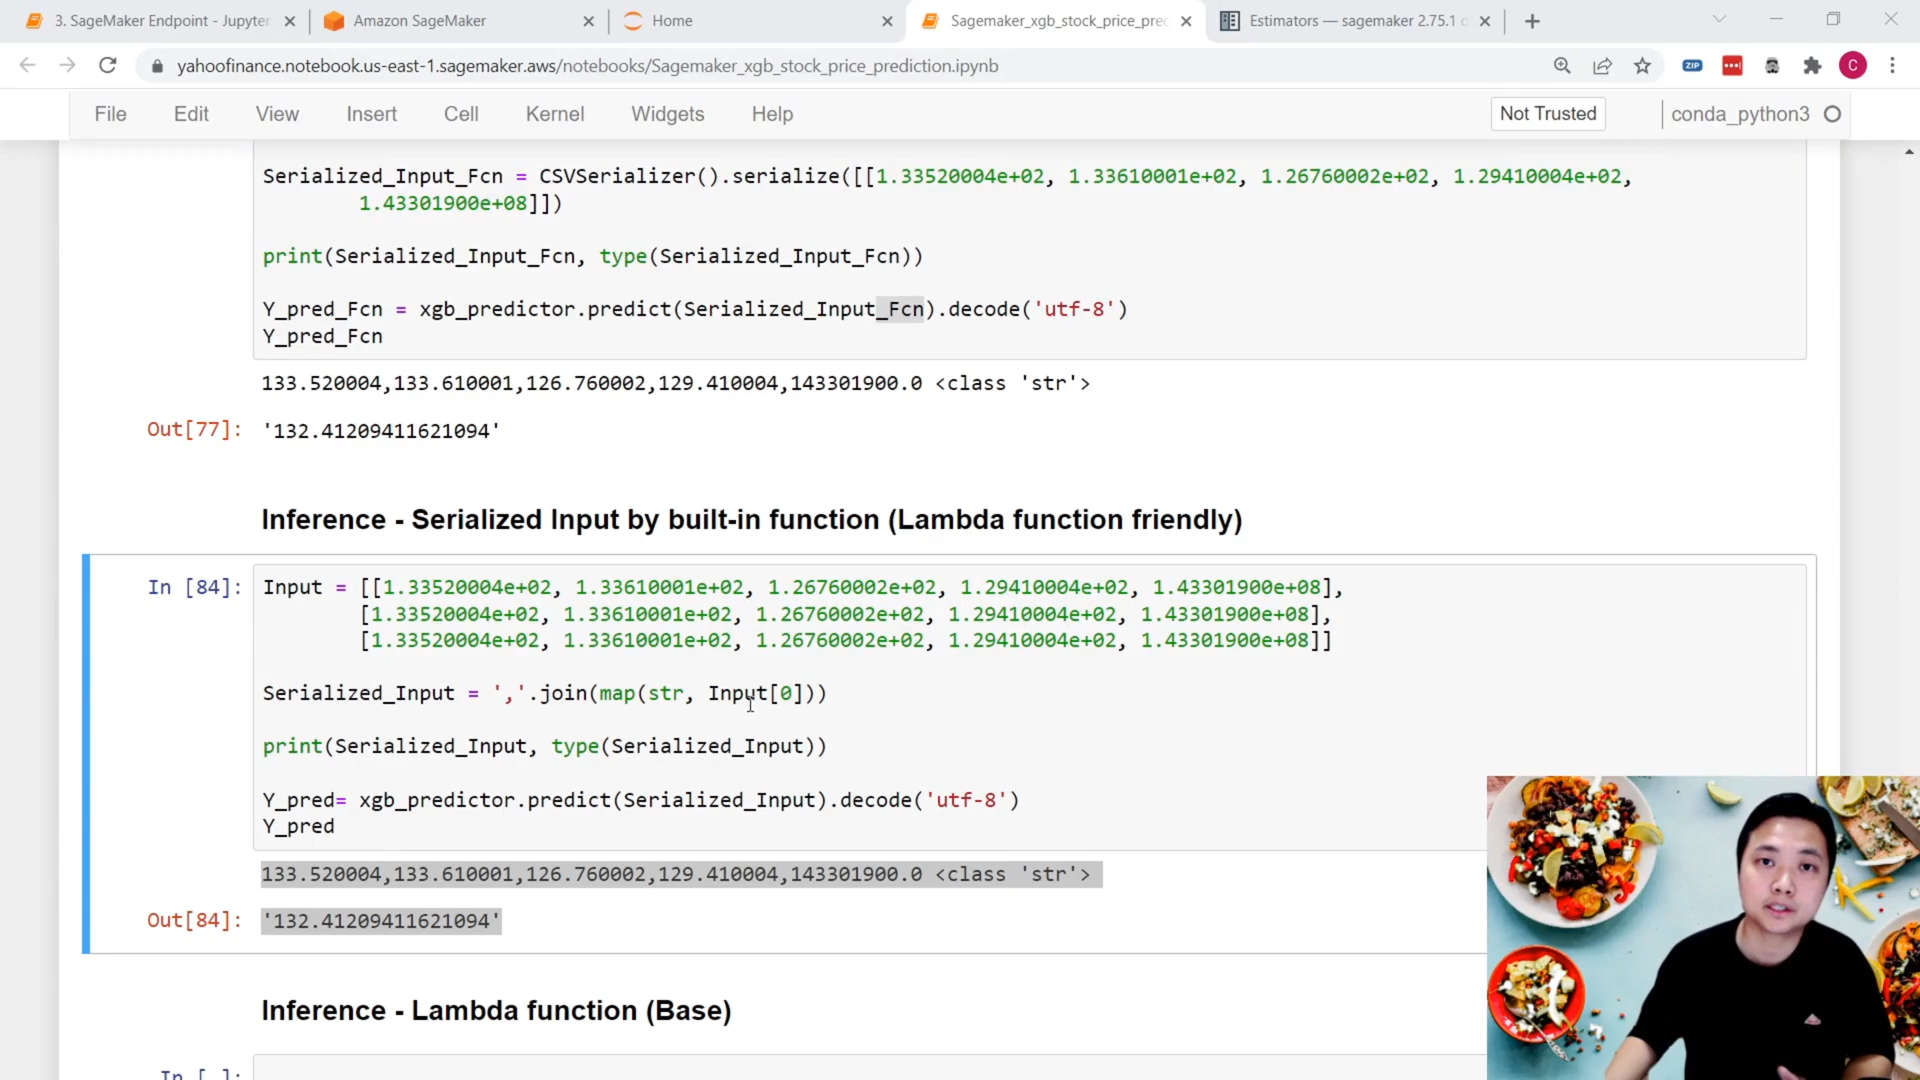 3. SageMaker Endpoint - Jupyter
Amazon SageMaker
Home
Sagemaker_xgb_stock_price_prec
Estimators — sagemaker 2.75.1 d
yahoofinance.notebook.us-east-1.sagemaker.aws/notebooks/Sagemaker_xgb_stock_price_prediction.ipynb
ZIP
C
File Edit View Insert Cell Kernel Widgets Help
Not Trusted
conda_python3
Serialized_Input_Fcn = CSVSerializer().serialize([[1.33520004e+02, 1.33610001e+02, 1.26760002e+02, 1.29410004e+02,
1.43301900e+08]])
print(Serialized_Input_Fcn, type(Serialized_Input_Fcn))
Y_pred_Fcn = xgb_predictor.predict(Serialized_Input_Fcn).decode('utf-8')
Y_pred_Fcn
133.520004,133.610001,126.760002,129.410004,143301900.0 <class 'str'>
Out[77]: '132.41209411621094'
Inference - Serialized Input by built-in function (Lambda function friendly)
In [84]: Input = [[1.33520004e+02, 1.33610001e+02, 1.26760002e+02, 1.29410004e+02, 1.43301900e+08],
[1.33520004e+02, 1.33610001e+02, 1.26760002e+02, 1.29410004e+02, 1.43301900e+08],
[1.33520004e+02, 1.33610001e+02, 1.26760002e+02, 1.29410004e+02, 1.43301900e+08]]
Serialized_Input = ','.join(map(str, Input[0]))
print(Serialized_Input, type(Serialized_Input))
Y_pred= xgb_predictor.predict(Serialized_Input).decode('utf-8')
Y_pred
133.520004,133.610001,126.760002,129.410004,143301900.0 <class 'str'>
Out[84]: '132.41209411621094'
Inference - Lambda function (Base)
In [ ]: